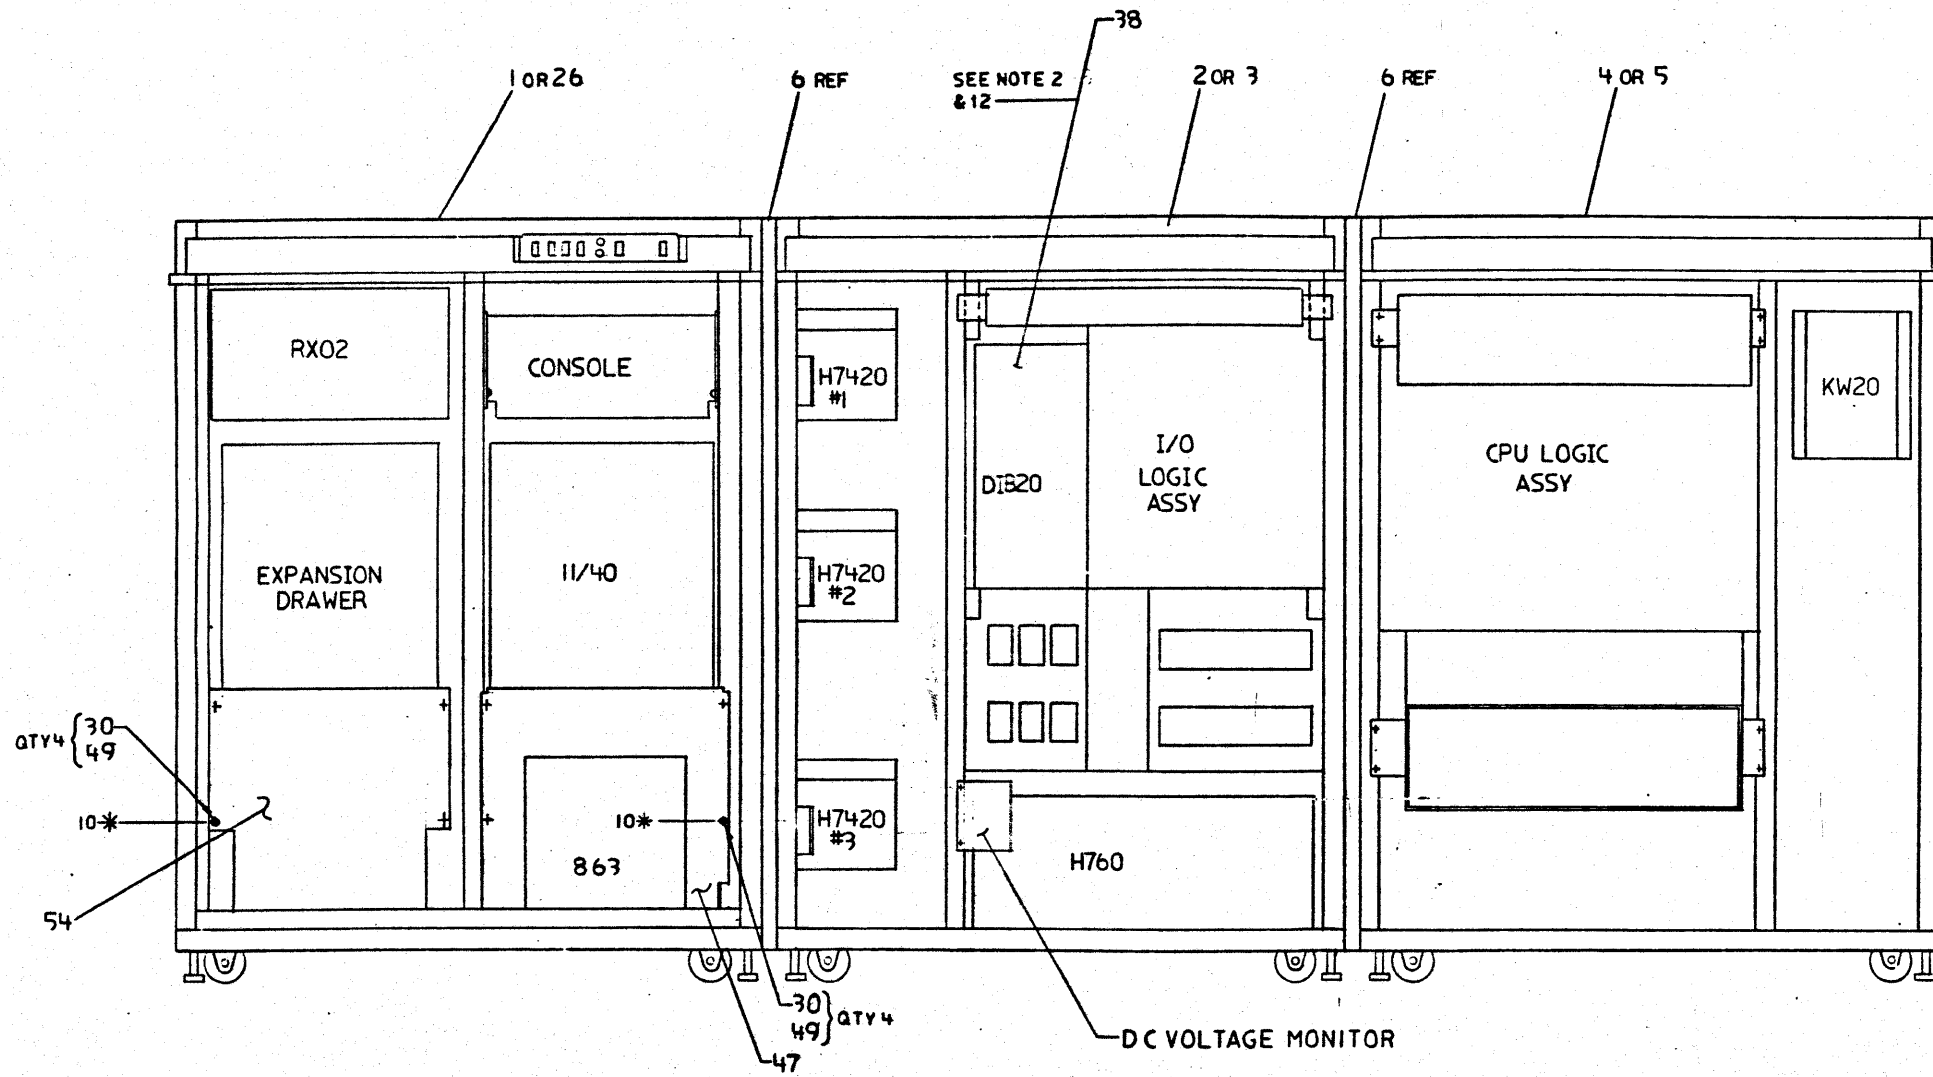 38
1 OR 26
6 REF
SEE NOTE 2
& 12
2 OR 3
6 REF
4 OR 5
RX02
CONSOLE
H7420
#1
KW20
I/O
LOGIC
ASSY
CPU LOGIC
ASSY
DIB20
EXPANSION
DRAWER
11/40
H7420
#2
QTY 4 { 30
49
10*
10*
H7420
#3
863
H760
54
30 } QTY 4
49
47
DC VOLTAGE MONITOR